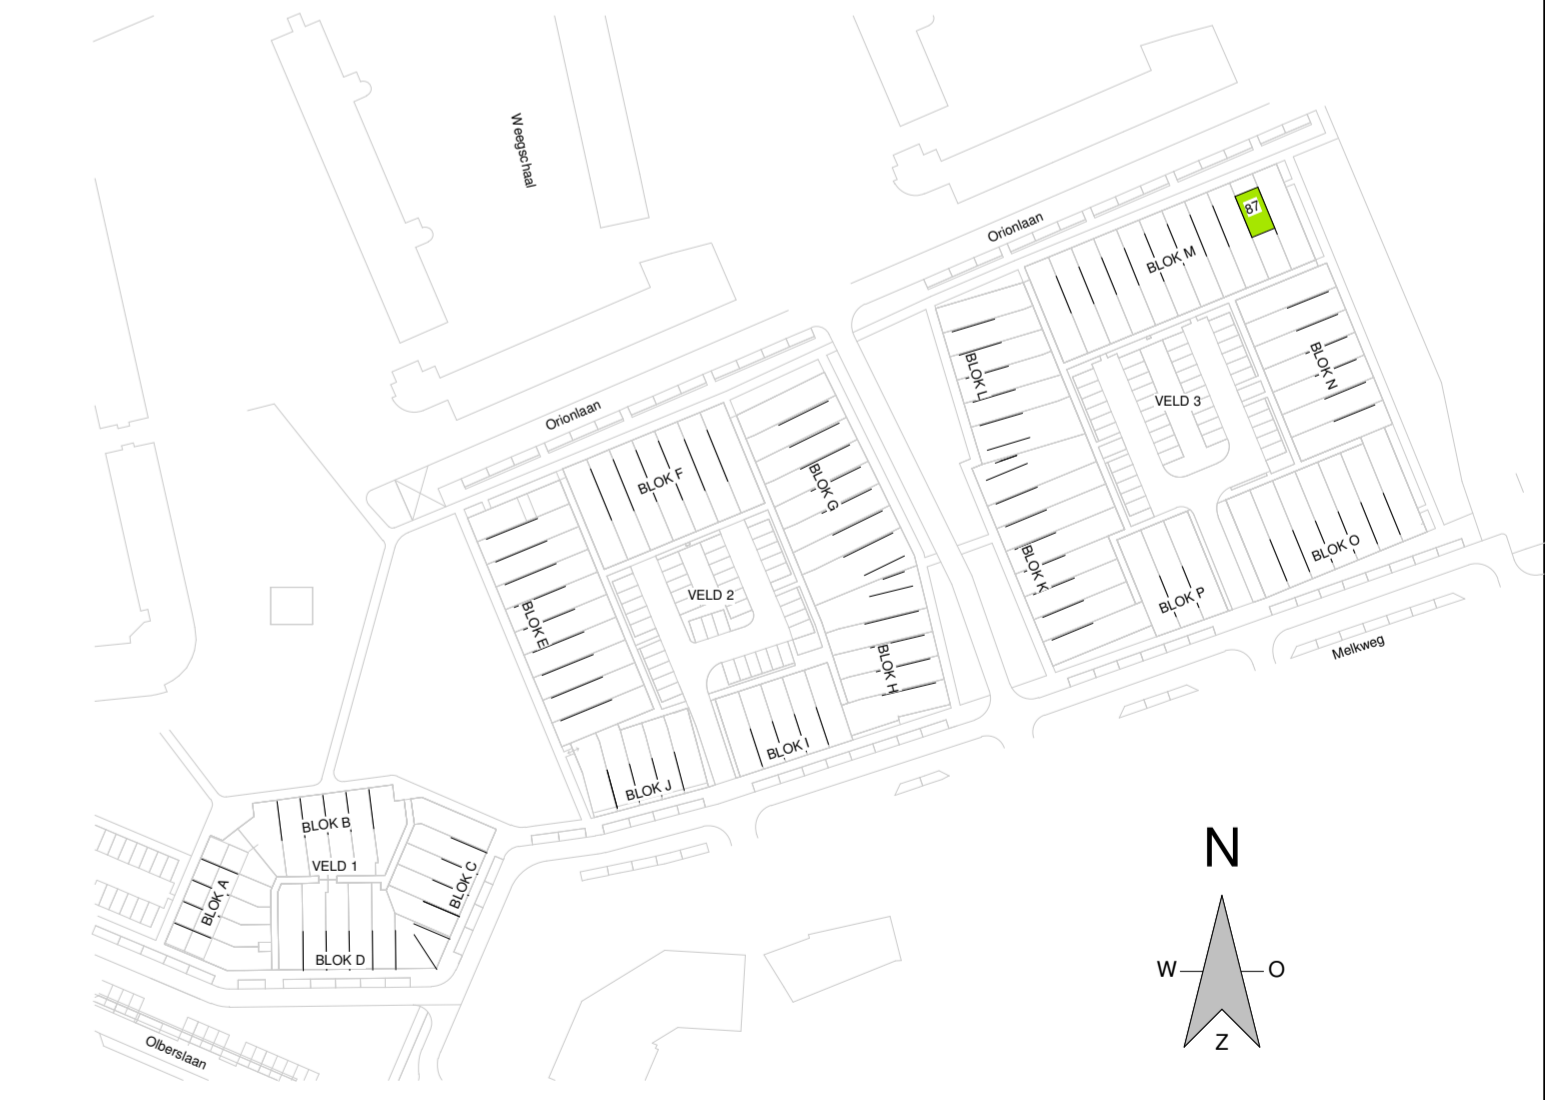 Weegschaal
87
Orionlaan
BLOK M
BLOK N
BLOK L
VELD 3
Orionlaan
BLOK F
BLOK G
BLOK O
BLOK K
BLOK P
VELD 2
BLOK E
Melkweg
BLOK H
BLOK I
BLOK J
BLOK B
VELD 1
BLOK C
BLOK A
BLOK D
N
W
O
Z
Olberslaan